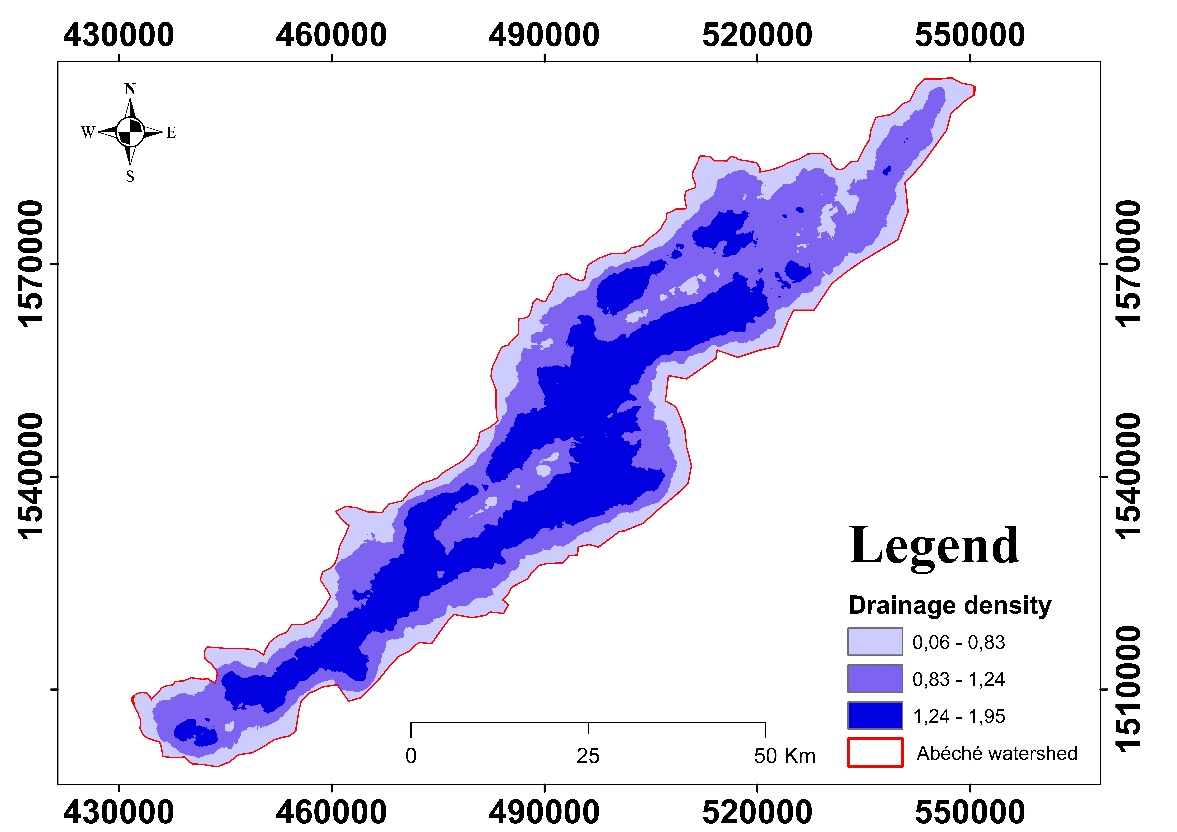 430000 460000 490000 520000 550000
N
W E
S
1570000 1570000
1540000 1540000
1510000
Legend
Drainage density
0,06 - 0,83
0,83 - 1,24
1,24 - 1,95
Abéché watershed
0 25 50 Km
430000 460000 490000 520000 550000